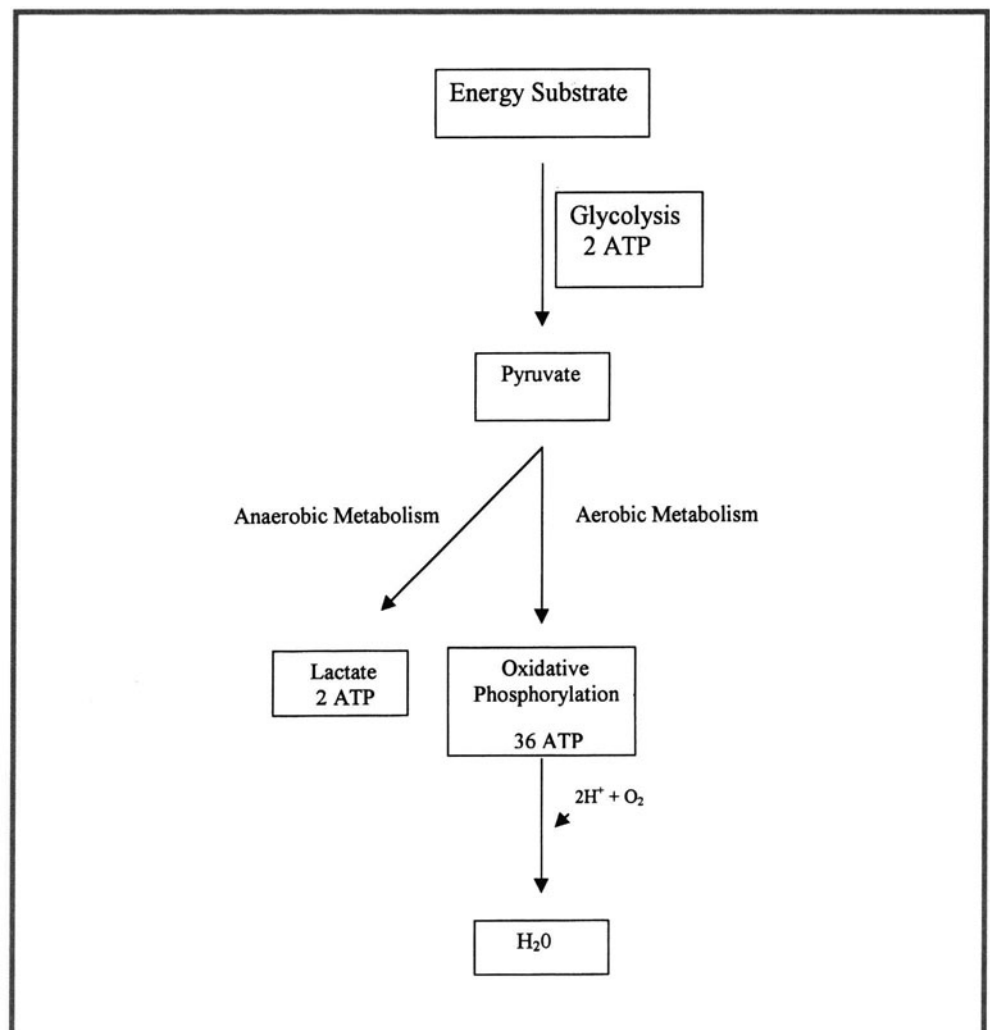 Energy Substrate
Glycolysis
2 ATP
Pyruvate
Anaerobic Metabolism
Aerobic Metabolism
Lactate
2 ATP
Oxidative
Phosphorylation
36 ATP
2H⁺ + O₂
H₂0